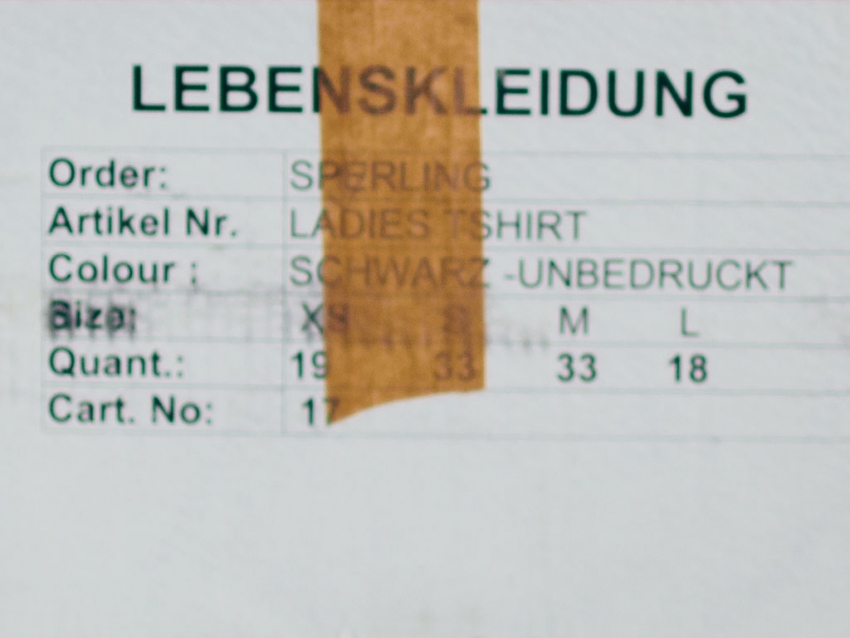 LEBENSKLEIDUNG
Order: SPERLING
Artikel Nr. LADIES TSHIRT
Colour : SCHWARZ -UNBEDRUCKT
Size: XS S M L
Quant.: 19 33 33 18
Cart. No: 17